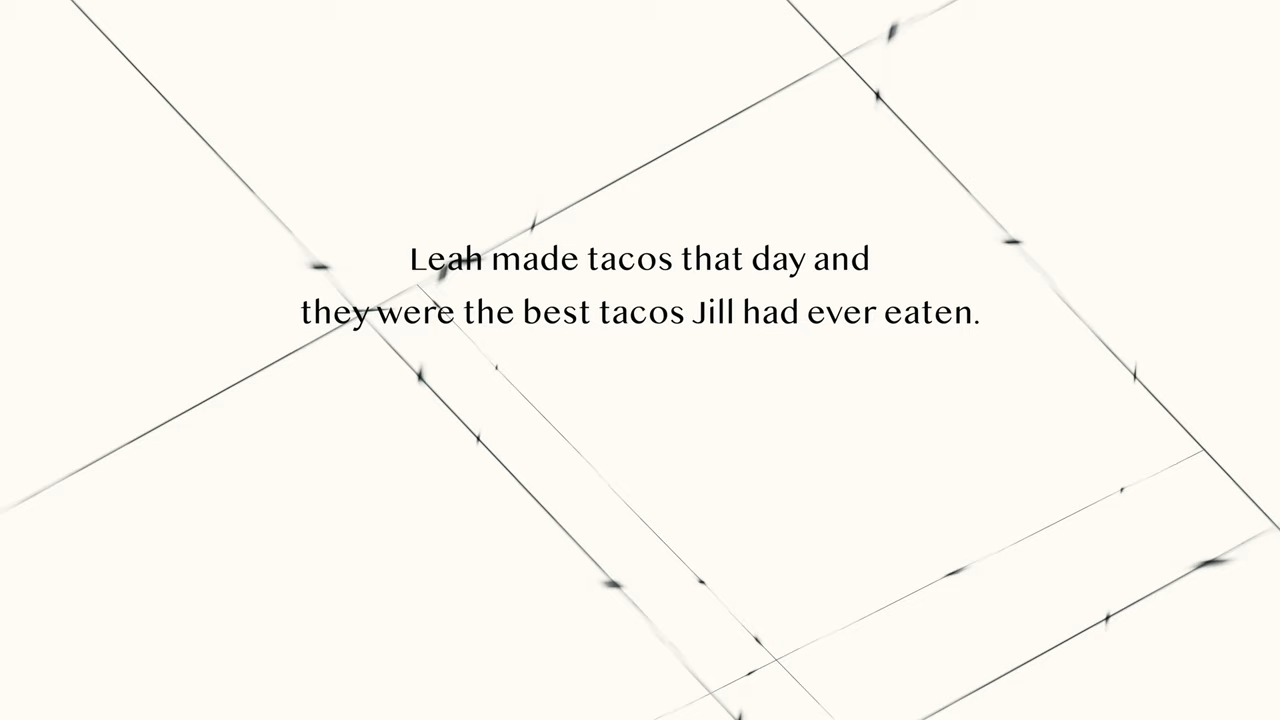 Leah made tacos that day and
they were the best tacos Jill had ever eaten.